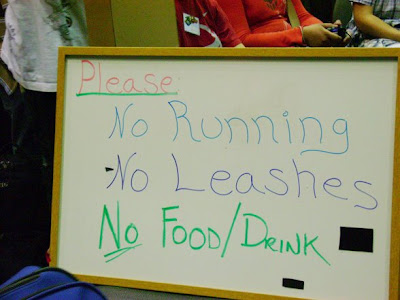 Please
No Running
No Leashes
No Food/Drink